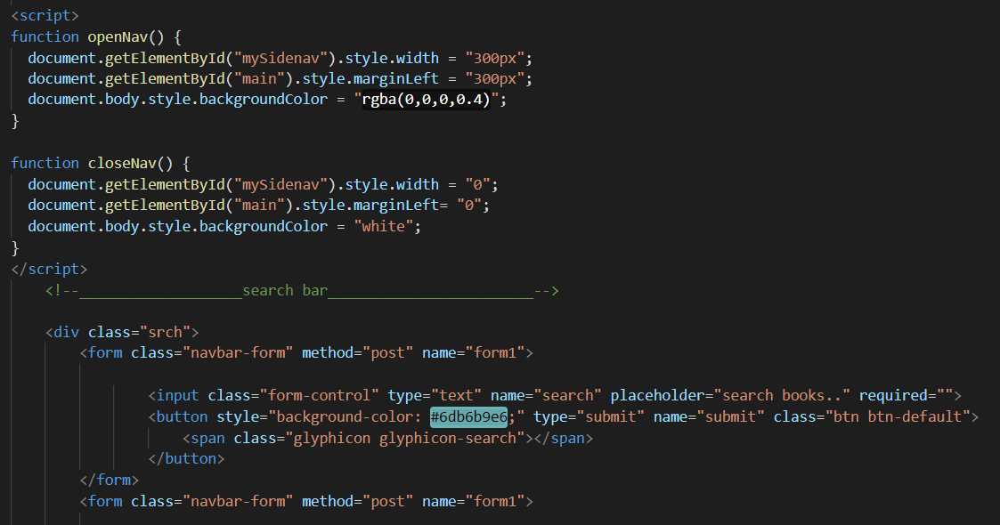 <script>
function openNav() {
  document.getElementById("mySidenav").style.width = "300px";
  document.getElementById("main").style.marginLeft = "300px";
  document.body.style.backgroundColor = "rgba(0,0,0,0.4)";
}

function closeNav() {
  document.getElementById("mySidenav").style.width = "0";
  document.getElementById("main").style.marginLeft= "0";
  document.body.style.backgroundColor = "white";
}
</script>
    <!--___________________search bar________________________-->

    <div class="srch">
        <form class="navbar-form" method="post" name="form1">

                <input class="form-control" type="text" name="search" placeholder="search books.." required="">
                <button style="background-color: #6db6b9e6;" type="submit" name="submit" class="btn btn-default">
                    <span class="glyphicon glyphicon-search"></span>
                </button>
        </form>
        <form class="navbar-form" method="post" name="form1">